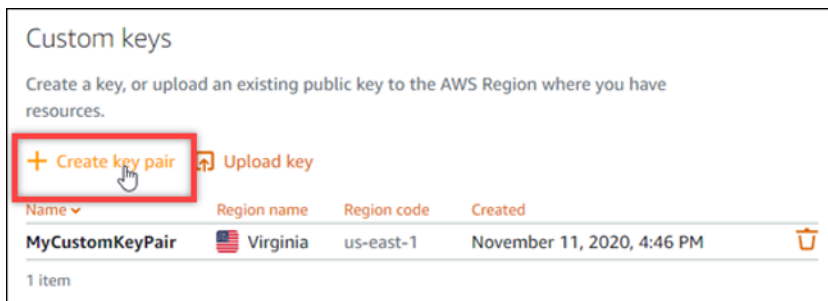 Custom keys
Create a key, or upload an existing public key to the AWS Region where you have
resources.
+ Create key pair Upload key
Name Region name Region code Created
MyCustomKeyPair Virginia us-east-1 November 11, 2020, 4:46 PM
1 item